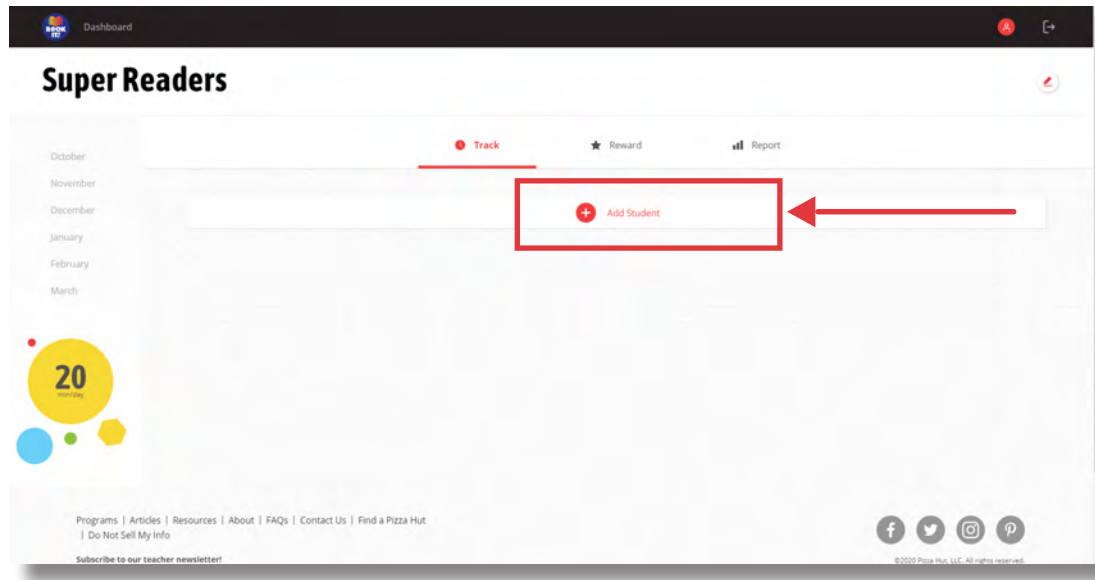 BOOK IT! Dashboard
Super Readers
Track Reward Report
October
November
December
January
February
March
Add Student
20
min/day
Programs | Articles | Resources | About | FAQs | Contact Us | Find a Pizza Hut
| Do Not Sell My Info
Subscribe to our teacher newsletter!
©2020 Pizza Hut, LLC. All rights reserved.